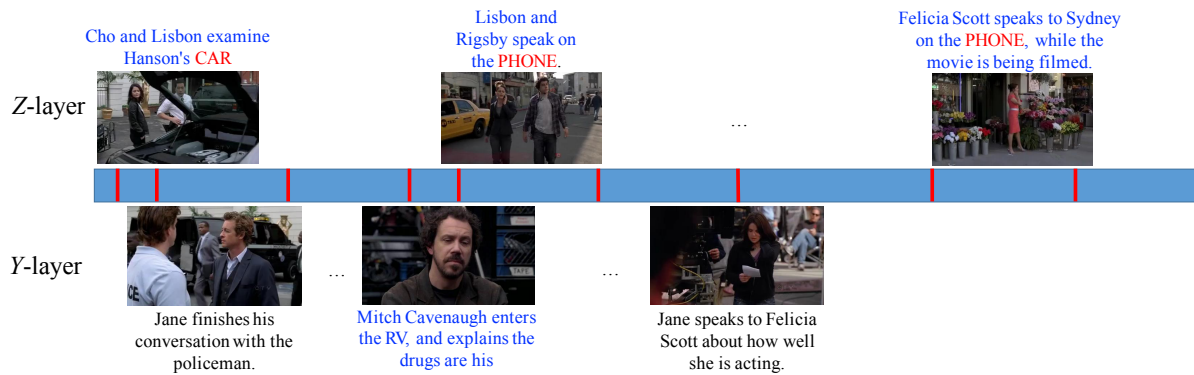 Cho and Lisbon examine
Hanson's CAR
Lisbon and
Rigsby speak on
the PHONE.
Felicia Scott speaks to Sydney
on the PHONE, while the
movie is being filmed.
Z-layer
...
Y-layer
...
...
CE
TAPE
Jane finishes his
conversation with the
policeman.
Mitch Cavenaugh enters
the RV, and explains the
drugs are his
Jane speaks to Felicia
Scott about how well
she is acting.